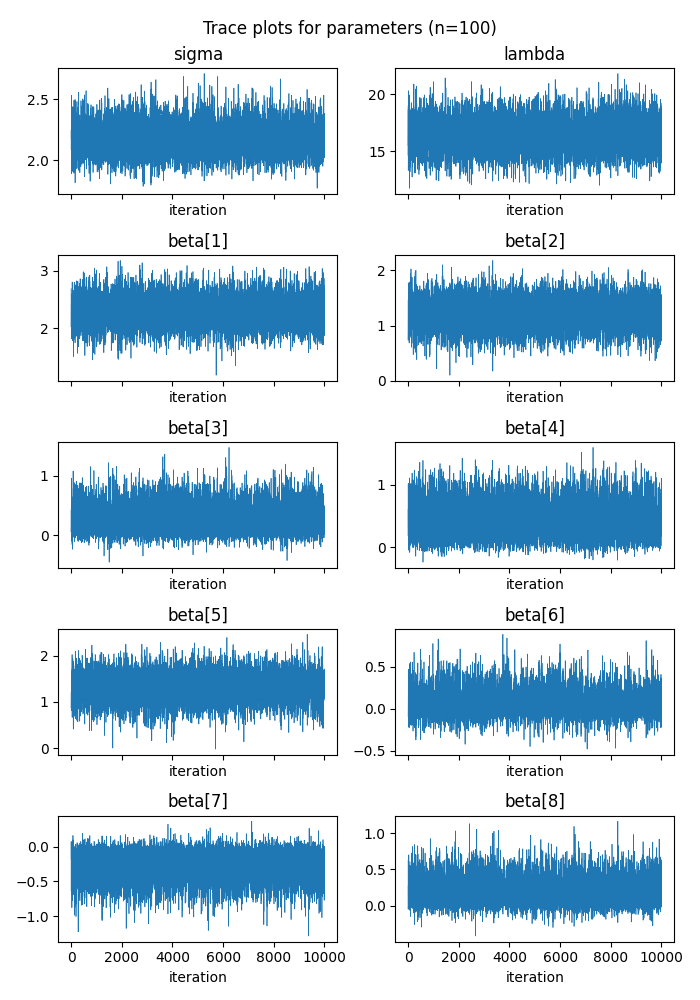 Trace plots for parameters (n=100)
sigma
2.5
2.0
iteration
lambda
20
15
iteration
beta[1]
3
2
iteration
beta[2]
2
1
0
iteration
beta[3]
1
0
iteration
beta[4]
1
0
iteration
beta[5]
2
1
0
iteration
beta[6]
0.5
0.0
−0.5
iteration
beta[7]
0.0
−0.5
−1.0
0 2000 4000 6000 8000 10000
iteration
beta[8]
1.0
0.5
0.0
0 2000 4000 6000 8000 10000
iteration